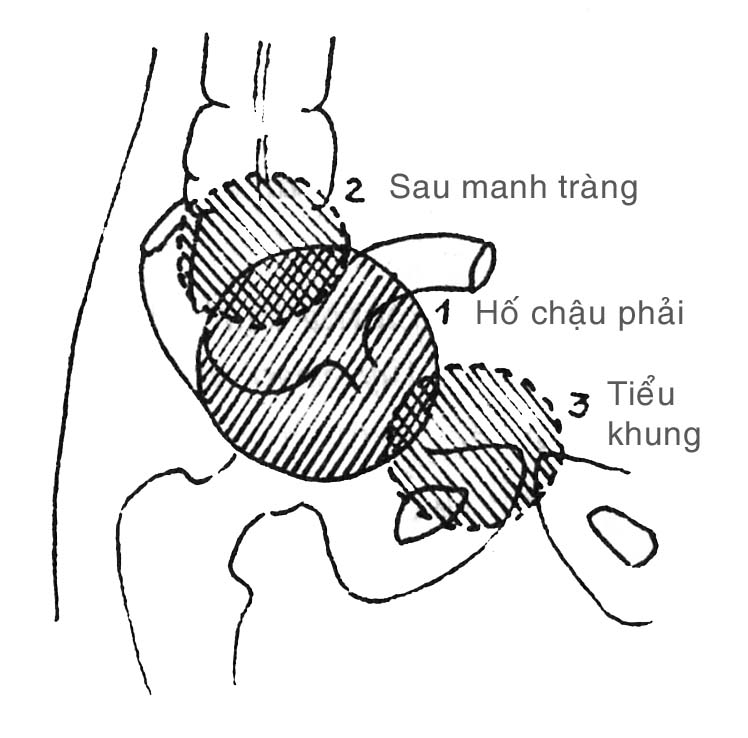 2 Sau manh tràng
1 Hố chậu phải
3 Tiểu
khung